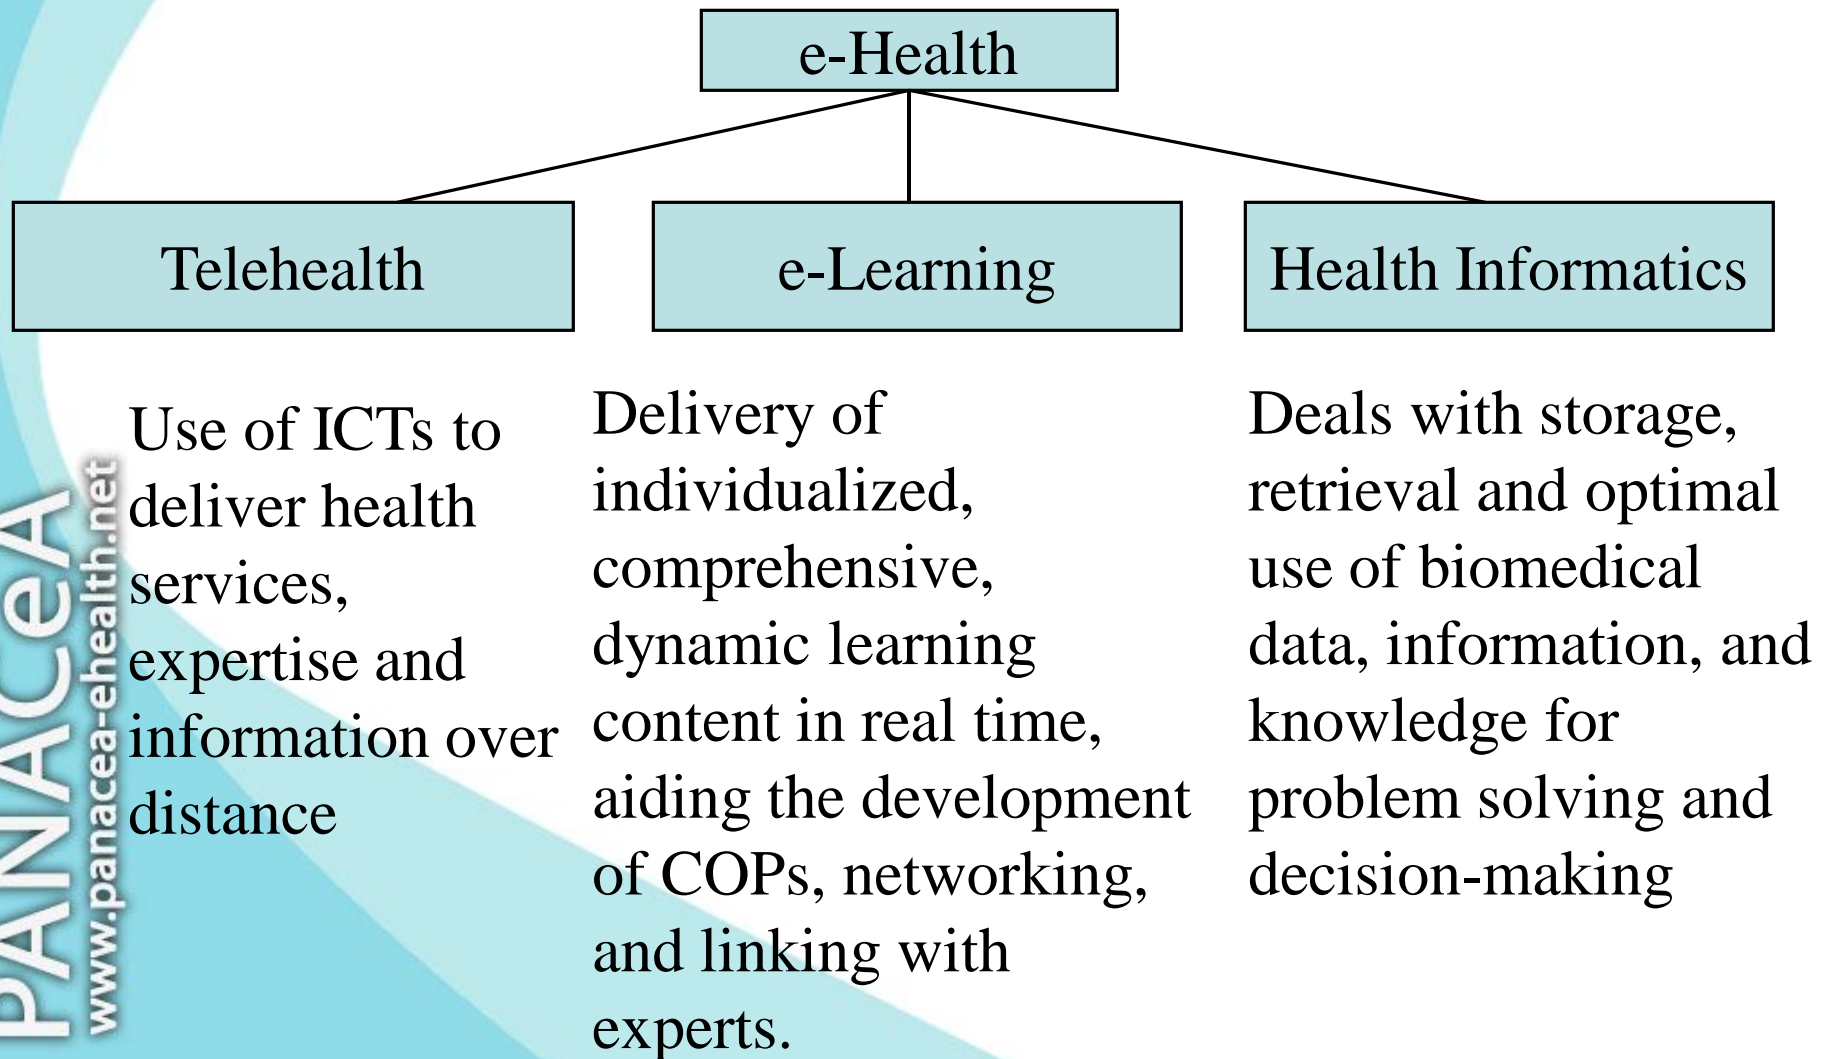 e-Health
Telehealth
e-Learning
Health Informatics
Use of ICTs to
deliver health
services,
expertise and
information over
distance
Delivery of
individualized,
comprehensive,
dynamic learning
content in real time,
aiding the development
of COPs, networking,
and linking with
experts.
Deals with storage,
retrieval and optimal
use of biomedical
data, information, and
knowledge for
problem solving and
decision-making
PANACeA
www.panacea-ehealth.net